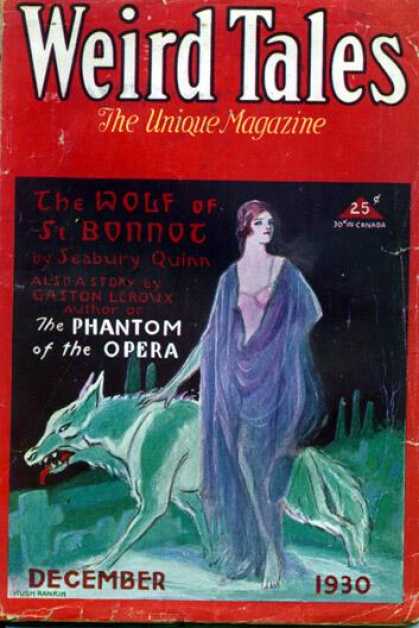 Weird Tales
The Unique Magazine
The WOLF of
St. BONNOT
by Seabury Quinn
ALSO A STORY by
GASTON LEROUX
author of
The PHANTOM
of the OPERA
25¢
30¢ IN CANADA
DECEMBER 1930
HUGH RANKIN